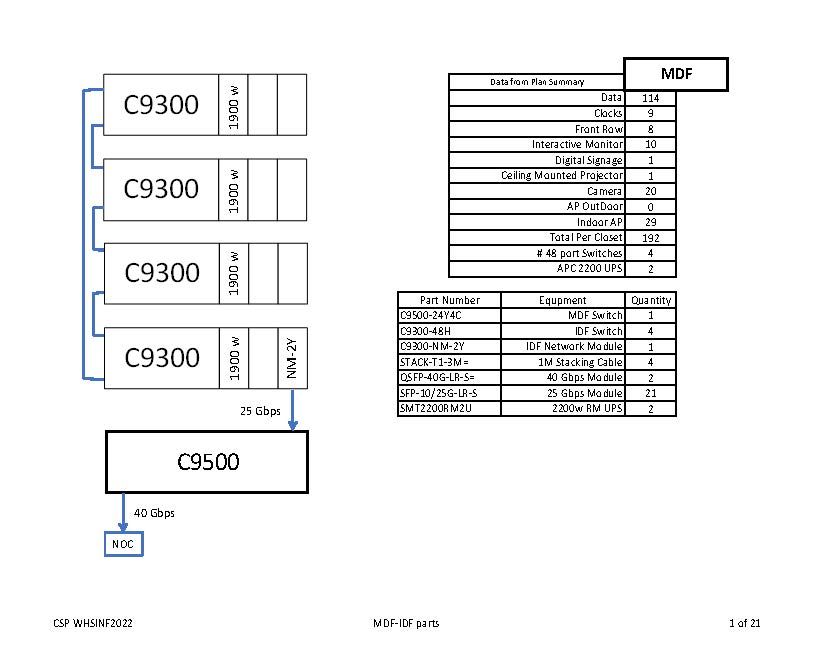 C9300 1900 w
C9300 1900 w
C9300 1900 w
C9300 1900 w NM-2Y
25 Gbps
C9500
40 Gbps
NOC
MDF
Data from Plan Summary
Data 114
Clocks 9
Front Row 8
Interactive Monitor 10
Digital Signage 1
Ceiling Mounted Projector 1
Camera 20
AP OutDoor 0
Indoor AP 29
Total Per Closet 192
# 48 port Switches 4
APC 2200 UPS 2
Part Number Equpment Quantity
C9500-24Y4C MDF Switch 1
C9300-48H IDF Switch 4
C9300-NM-2Y IDF Network Module 1
STACK-T1-3M= 1M Stacking Cable 4
QSFP-40G-LR-S= 40 Gbps Module 2
SFP-10/25G-LR-S 25 Gbps Module 21
SMT2200RM2U 2200w RM UPS 2
CSP WHSINF2022 MDF-IDF parts 1 of 21